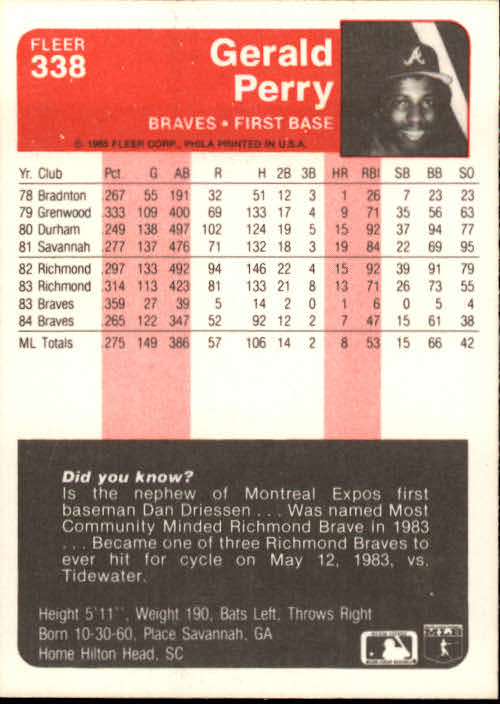 FLEER
338
Gerald
Perry
BRAVES • FIRST BASE
© 1985 FLEER CORP., PHILA PRINTED IN U.S.A.
Yr. Club Pct G AB R H 2B 3B HR RBI SB BB SO
78 Bradnton .267 55 191 32 51 12 3 1 26 7 23 23
79 Grenwood .333 109 400 69 133 17 4 9 71 35 56 63
80 Durham .249 138 497 102 124 19 5 15 92 37 94 77
81 Savannah .277 137 476 71 132 18 3 19 84 22 69 95
82 Richmond .297 133 492 94 146 22 4 15 92 39 91 79
83 Richmond .314 113 423 81 133 21 8 13 71 26 73 55
83 Braves .359 27 39 5 14 2 0 1 6 0 5 4
84 Braves .265 122 347 52 92 12 2 7 47 15 61 38
ML Totals .275 149 386 57 106 14 2 8 53 15 66 42
Did you know?
Is the nephew of Montreal Expos first
baseman Dan Driessen . . . Was named Most
Community Minded Richmond Brave in 1983
. . . Became one of three Richmond Braves to
ever hit for cycle on May 12, 1983, vs.
Tidewater.
Height 5'11'', Weight 190, Bats Left, Throws Right
Born 10-30-60, Place Savannah, GA
Home Hilton Head, SC